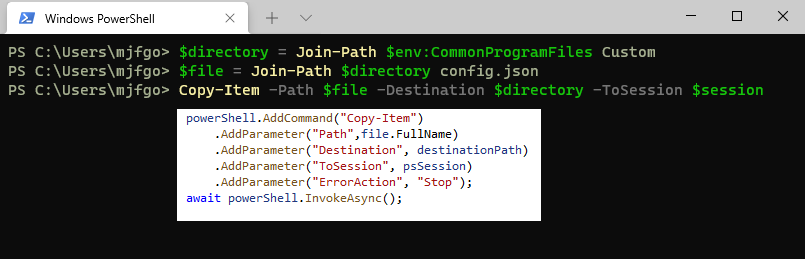 Windows PowerShell
PS C:\Users\mjfgo> $directory = Join-Path $env:CommonProgramFiles Custom
PS C:\Users\mjfgo> $file = Join-Path $directory config.json
PS C:\Users\mjfgo> Copy-Item -Path $file -Destination $directory -ToSession $session
powerShell.AddCommand("Copy-Item")
    .AddParameter("Path",file.FullName)
    .AddParameter("Destination", destinationPath)
    .AddParameter("ToSession", psSession)
    .AddParameter("ErrorAction", "Stop");
await powerShell.InvokeAsync();